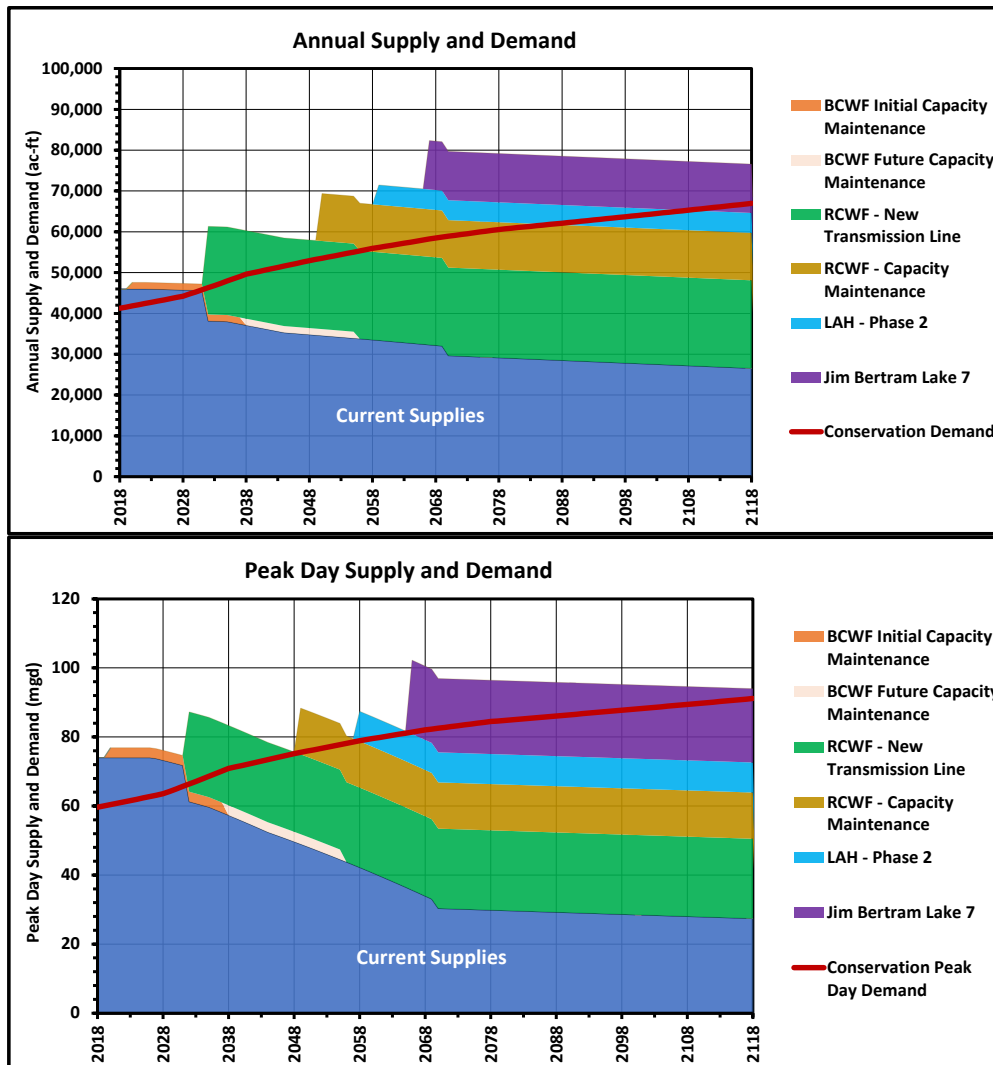 Annual Supply and Demand
Annual Supply and Demand (ac-ft)
100,000
90,000
80,000
70,000
60,000
50,000
40,000
30,000
20,000
10,000
0
Current Supplies
2018
2028
2038
2048
2058
2068
2078
2088
2098
2108
2118
BCWF Initial Capacity
Maintenance
BCWF Future Capacity
Maintenance
RCWF - New
Transmission Line
RCWF - Capacity
Maintenance
LAH - Phase 2
Jim Bertram Lake 7
Conservation Demand
Peak Day Supply and Demand
Peak Day Supply and Demand (mgd)
120
100
80
60
40
20
0
Current Supplies
2018
2028
2038
2048
2058
2068
2078
2088
2098
2108
2118
BCWF Initial Capacity
Maintenance
BCWF Future Capacity
Maintenance
RCWF - New
Transmission Line
RCWF - Capacity
Maintenance
LAH - Phase 2
Jim Bertram Lake 7
Conservation Peak
Day Demand